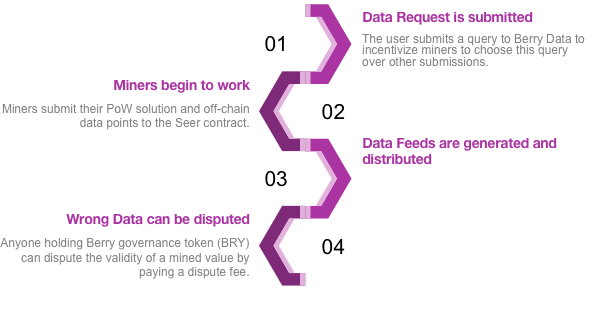 01
Data Request is submitted
The user submits a query to Berry Data to
incentivize miners to choose this query
over other submissions.
Miners begin to work
Miners submit their PoW solution and off-chain
data points to the Seer contract.
02
03
Data Feeds are generated and
distributed
Wrong Data can be disputed
Anyone holding Berry governance token (BRY)
can dispute the validity of a mined value by
paying a dispute fee.
04